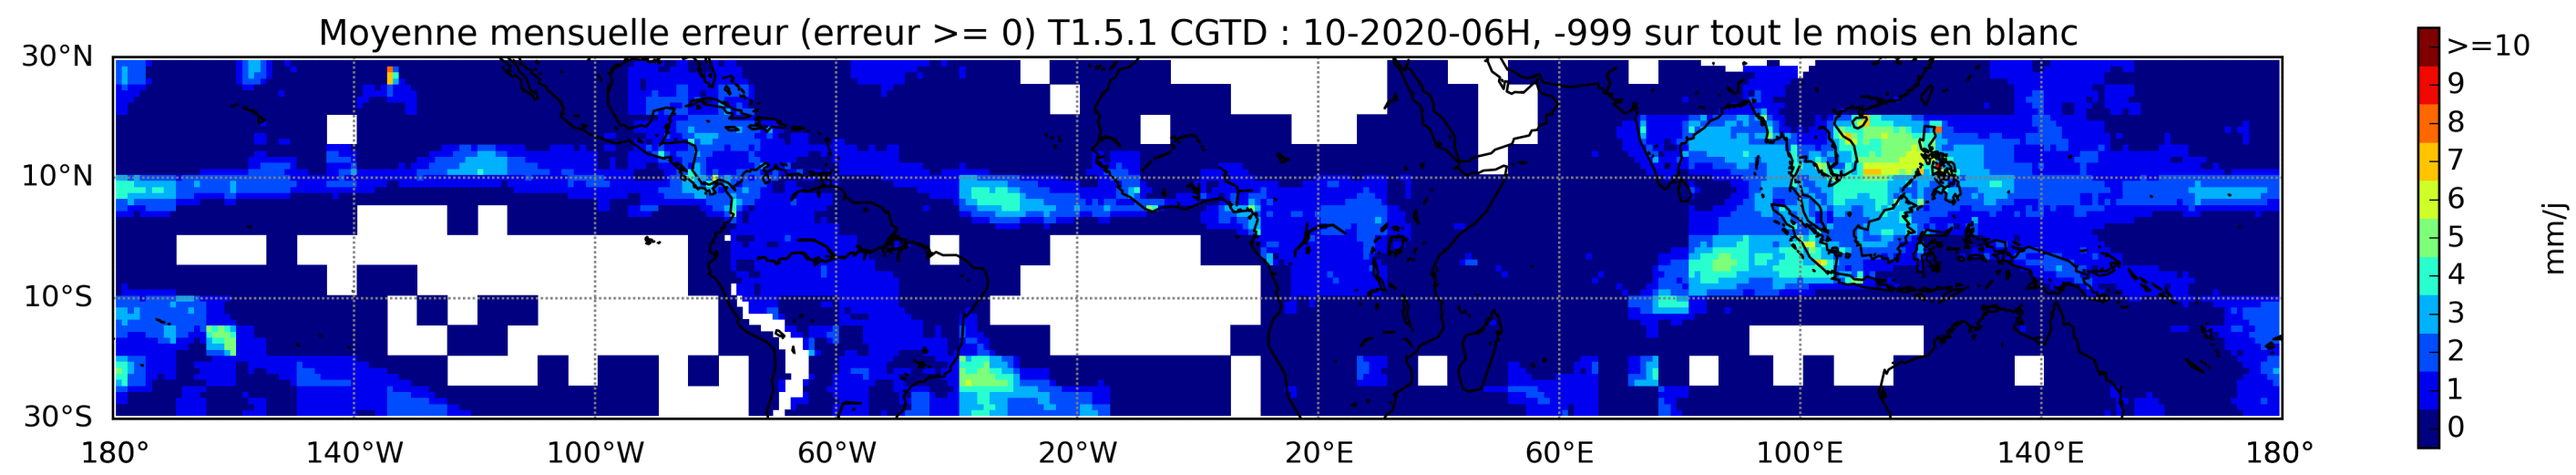 Moyenne mensuelle erreur (erreur >= 0) T1.5.1 CGTD : 10-2020-06H, -999 sur tout le mois en blanc
30°N
10°N
10°S
30°S
180° 140°W 100°W 60°W 20°W 20°E 60°E 100°E 140°E 180°
>=10
9
8
7
6
5
4
3
2
1
0
mm/j